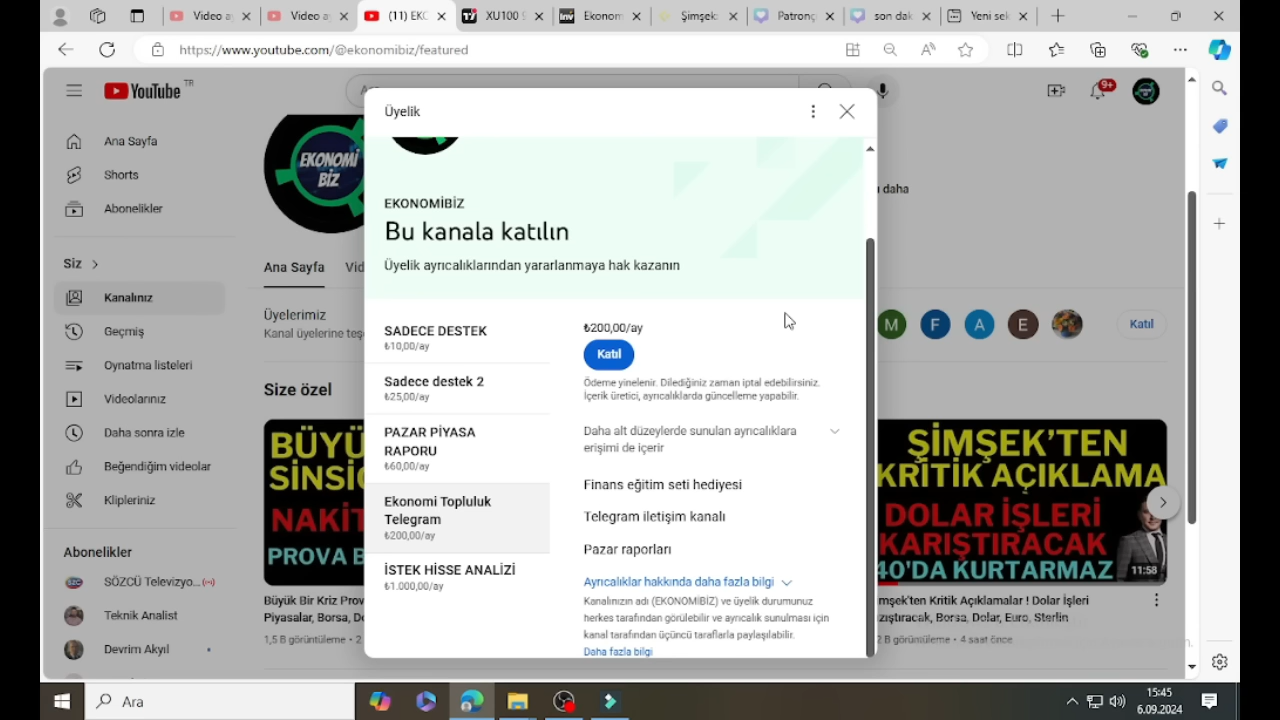 Video a
Video a
(11) EKC
XU100 9
Ekonom
Şimşek
Patronç
son dak
Yeni sek
https://www.youtube.com/@ekonomibiz/featured
YouTube TR
9+
Ana Sayfa
Shorts
Abonelikler
Siz
Kanalınız
Geçmiş
Oynatma listeleri
Videolarınız
Daha sonra izle
Beğendiğim videolar
Klipleriniz
Abonelikler
SÖZCÜ Televizyo...
Teknik Analist
Devrim Akyıl
EKONOMİ
BİZ
daha
Ana Sayfa Vid
Üyelerimiz
Kanal üyelerine teş
M F A E
Katıl
Size özel
BÜYÜ
SİNSİ
NAKİT
PROVA B
Büyük Bir Kriz Prov
Piyasalar, Borsa, Do
1,5 B görüntüleme • 2
ŞİMŞEK'TEN
KRİTİK AÇIKLAMA
DOLAR İŞLERİ
KARIŞTIRACAK
40'DA KURTARMAZ
11:58
mşek'ten Kritik Açıklamalar ! Dolar İşleri
ıştıracak, Borsa, Dolar, Euro, Sterlin
2 B görüntüleme • 4 saat önce
Üyelik
EKONOMİBİZ
Bu kanala katılın
Üyelik ayrıcalıklarından yararlanmaya hak kazanın
SADECE DESTEK
₺10,00/ay
Sadece destek 2
₺25,00/ay
PAZAR PİYASA
RAPORU
₺60,00/ay
Ekonomi Topluluk
Telegram
₺200,00/ay
İSTEK HİSSE ANALİZİ
₺1.000,00/ay
₺200,00/ay
Katıl
Ödeme yinelenir. Dilediğiniz zaman iptal edebilirsiniz.
İçerik üretici, ayrıcalıklarda güncelleme yapabilir.
Daha alt düzeylerde sunulan ayrıcalıklara
erişimi de içerir
Finans eğitim seti hediyesi
Telegram iletişim kanalı
Pazar raporları
Ayrıcalıklar hakkında daha fazla bilgi
Kanalınızın adı (EKONOMİBİZ) ve üyelik durumunuz
herkes tarafından görülebilir ve ayrıcalık sunulması için
kanal tarafından üçüncü taraflarla paylaşılabilir.
Daha fazla bilgi
Ara
15:45
6.09.2024